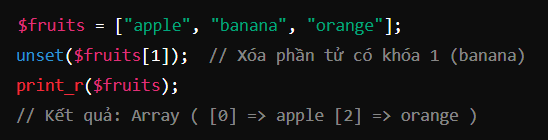 $fruits = ["apple", "banana", "orange"];
unset($fruits[1]);  // Xóa phần tử có khóa 1 (banana)
print_r($fruits);
// Kết quả: Array ( [0] => apple [2] => orange )